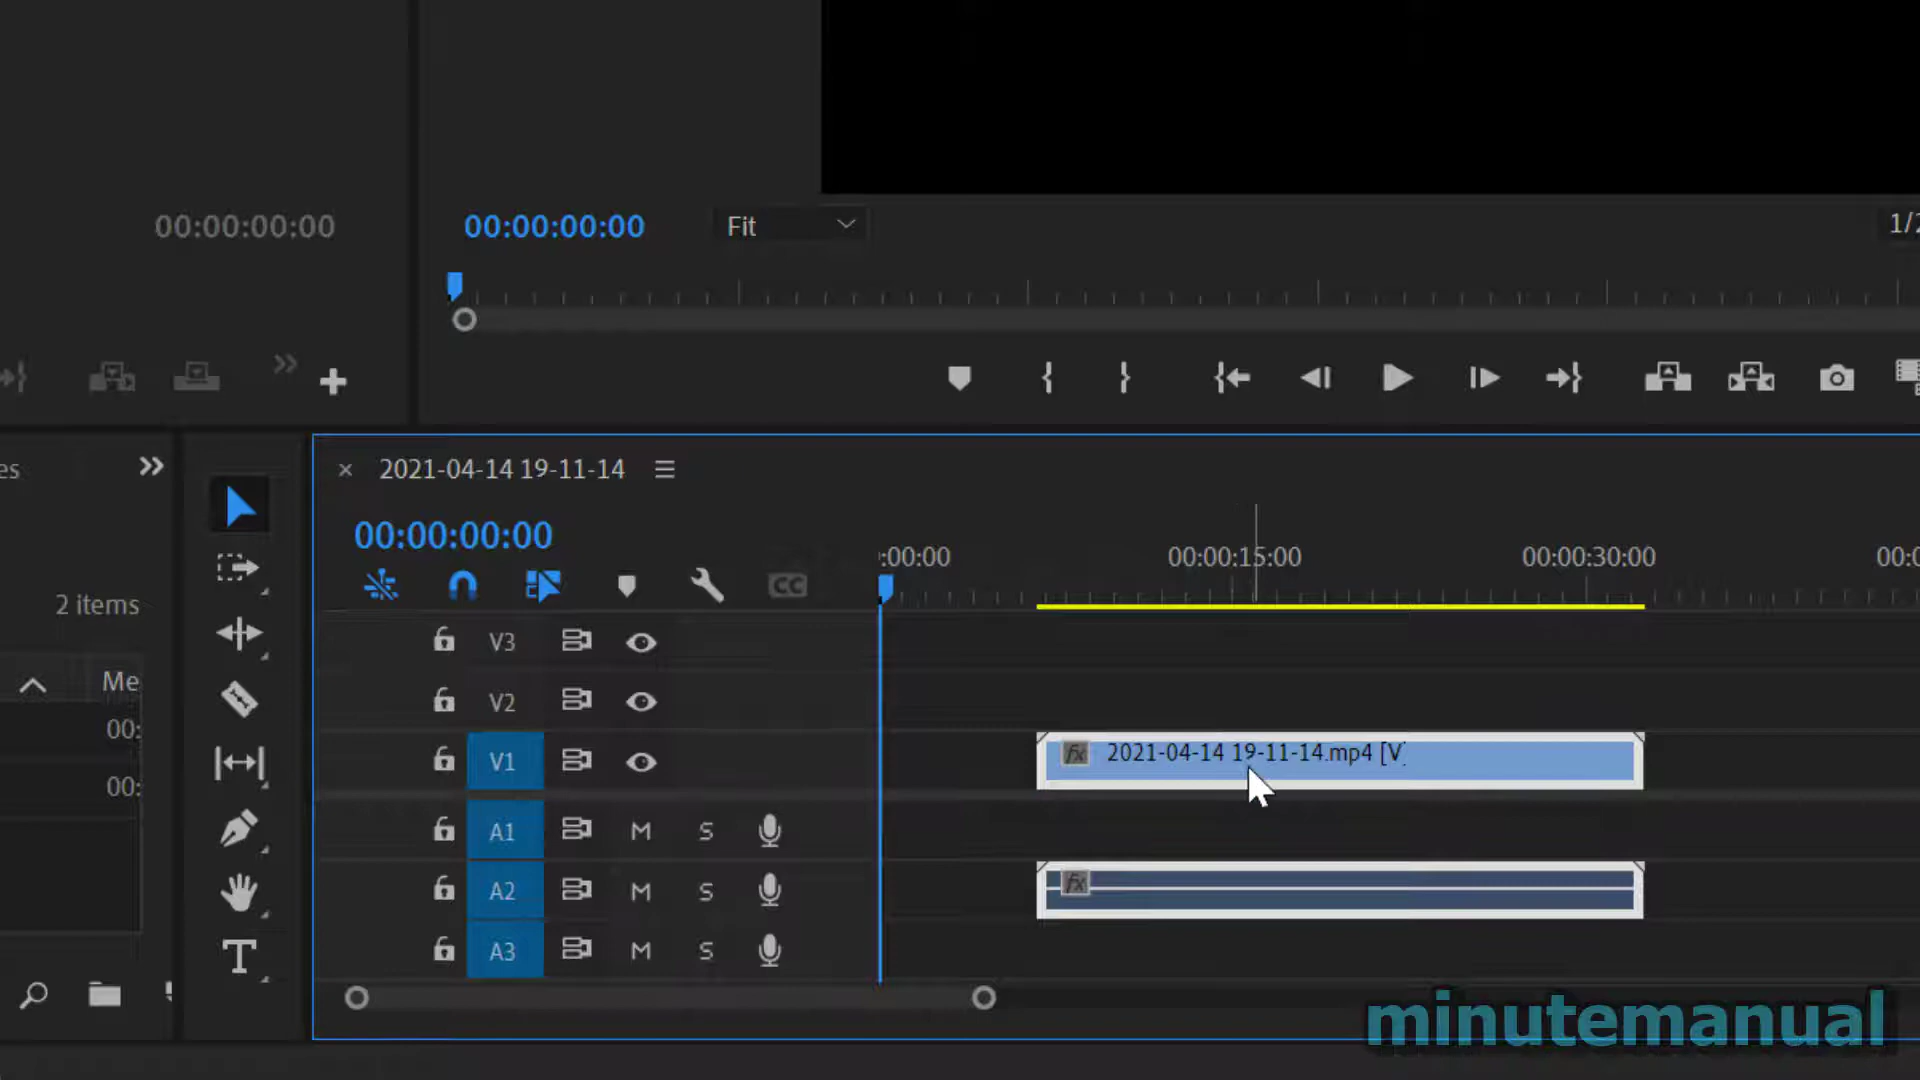 00:00:00:00
00:00:00:00
Fit
1/2
es
2021-04-14 19-11-14
00:00:00:00
:00:00
00:00:15:00
00:00:30:00
00:0
CC
2 items
Me
00:
00:
V3
V2
V1
fx 2021-04-14 19-11-14.mp4 [V]
A1 M S
A2 M S
fx
A3 M S
T
minutemanual